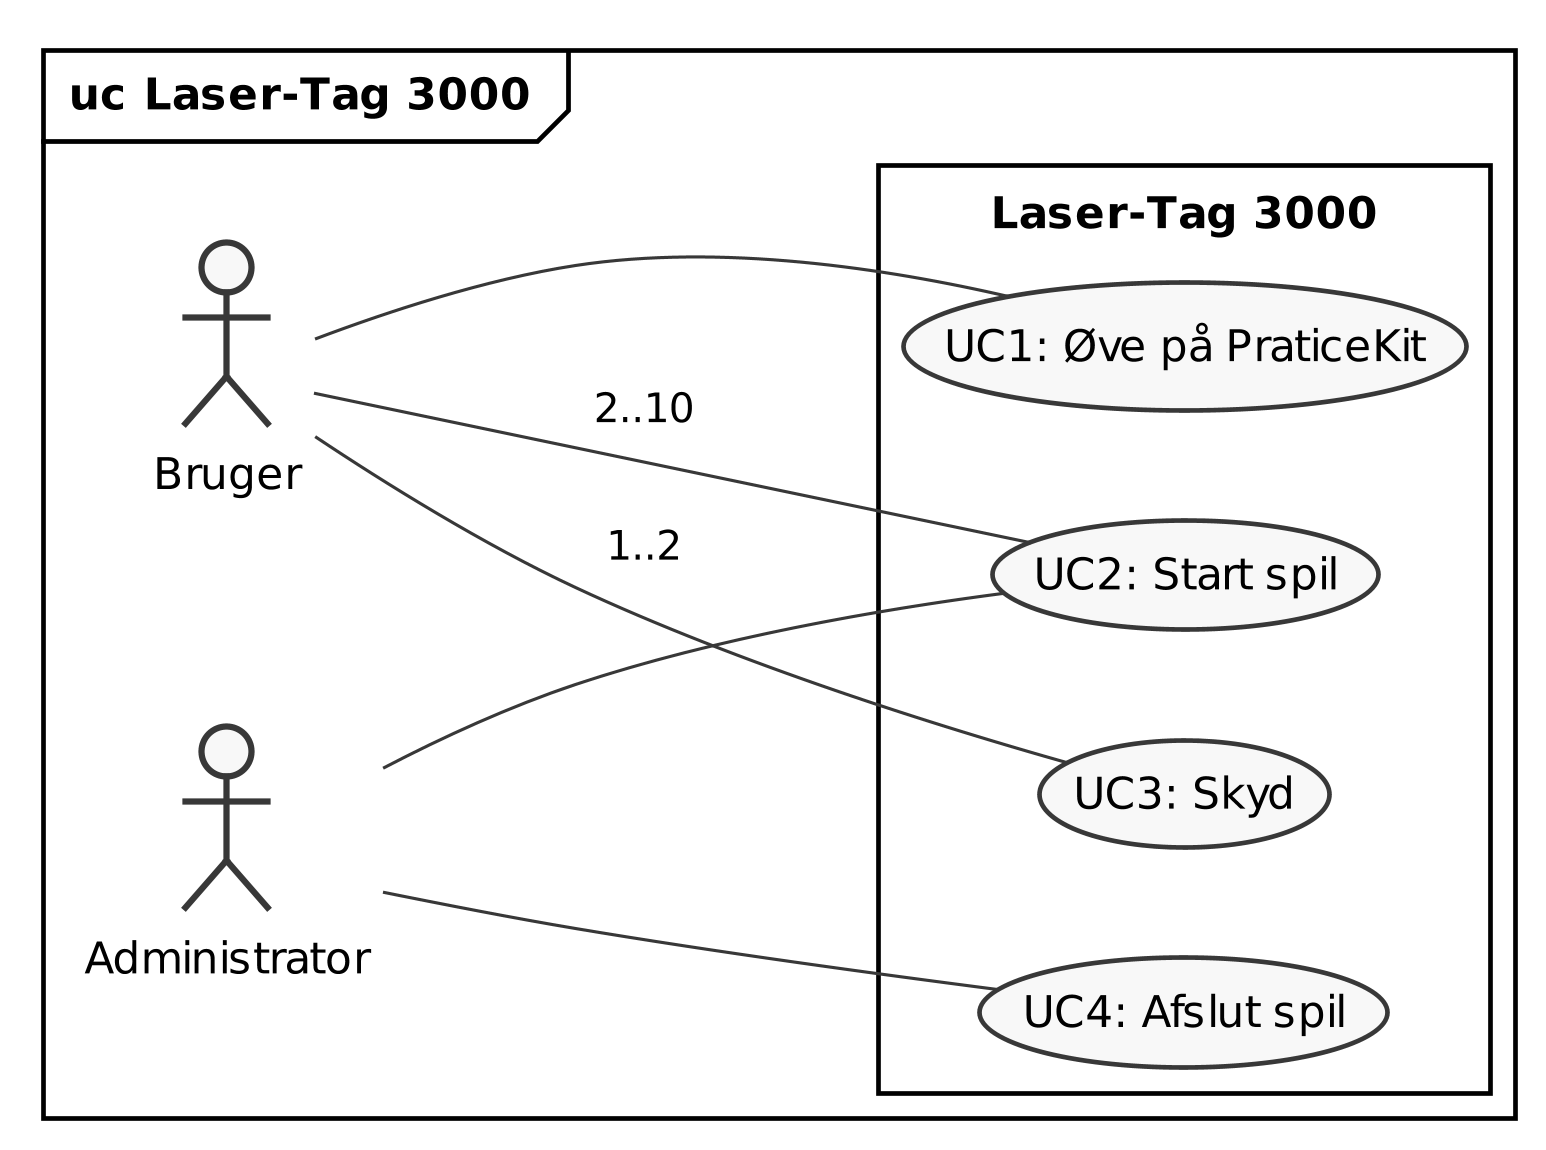 uc Laser-Tag 3000
Laser-Tag 3000
UC1: Øve på PraticeKit
2..10
Bruger
1..2
UC2: Start spil
UC3: Skyd
Administrator
UC4: Afslut spil